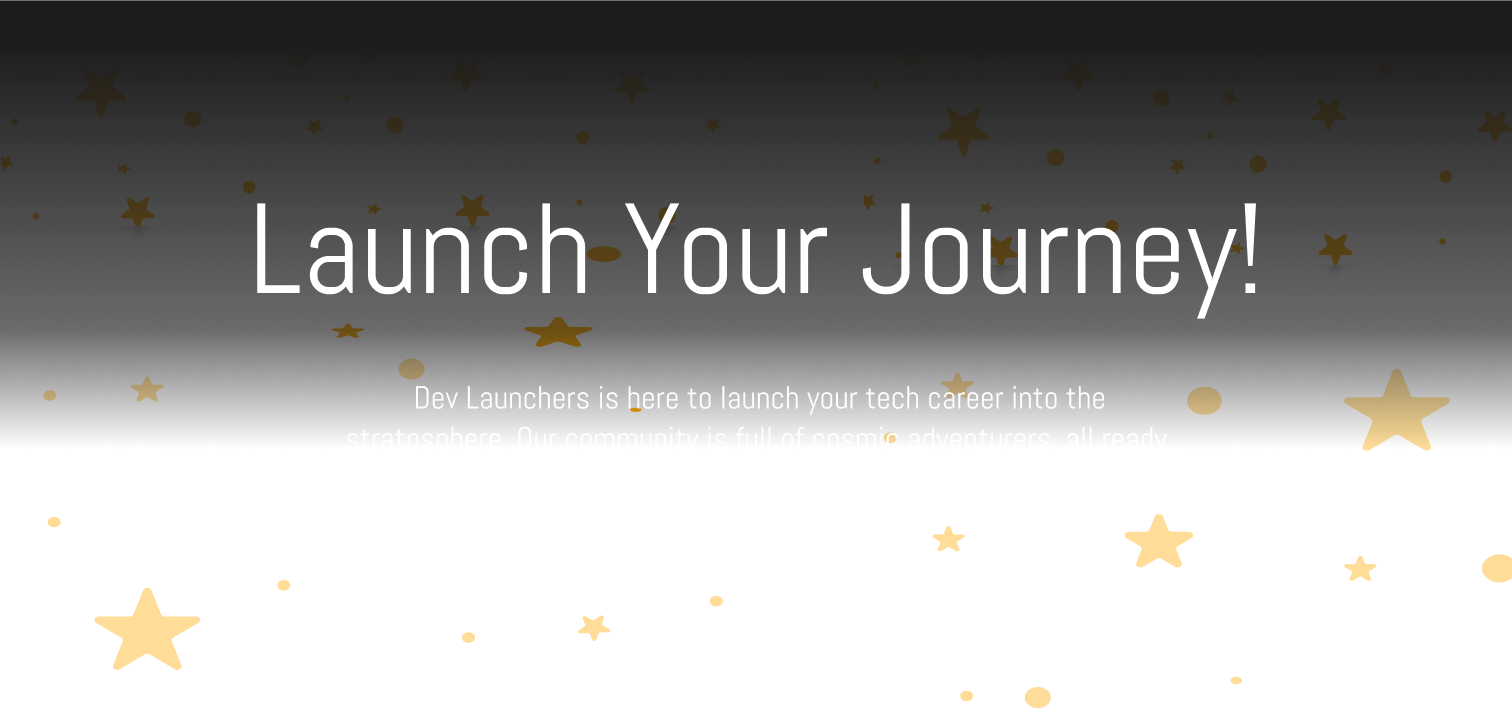 Launch Your Journey!
Dev Launchers is here to launch your tech career into the
stratosphere. Our community is full of cosmic adventurers, all ready